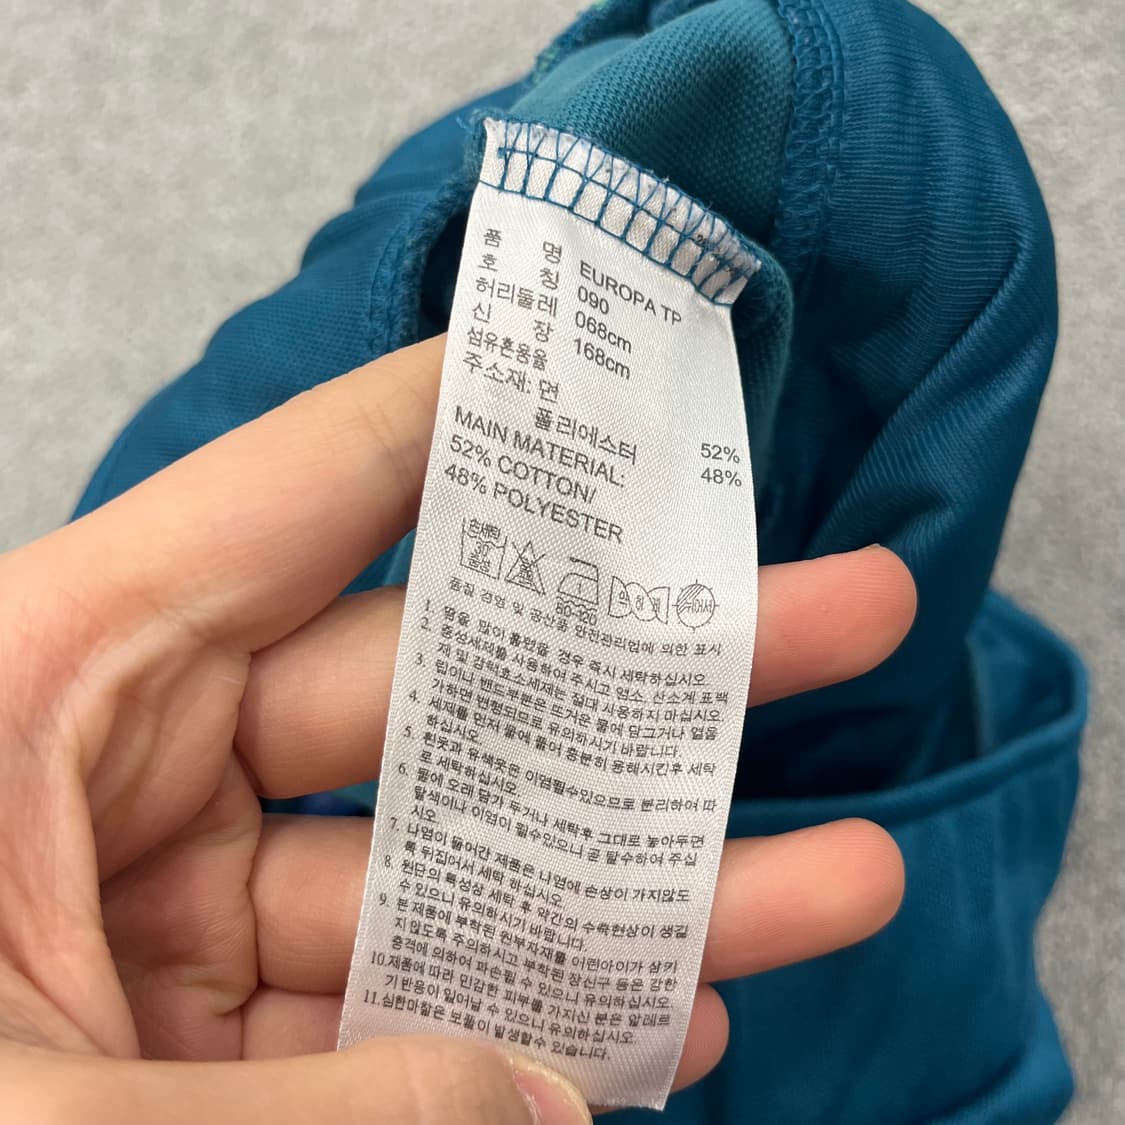 품 명 EUROPA TP
호 칭 090
허리둘레 068cm
신 장 168cm
섬유혼용율
주소재: 면 52%
폴리에스터 48%
MAIN MATERIAL:
52% COTTON/
48% POLYESTER
손세탁
30
중성
80-120
드라이
뉘어서
품질 경영 및 공산품 안전관리법에 의한 표시
1. 땀을 많이 흘렸을 경우 즉시 세탁하십시오.
2. 중성세제를 사용하여 주시고 염소, 산소계 표백
제 및 강력효소세제는 절대 사용하지 마십시오.
3. 립이나 밴드부분은 뜨거운 물에 담그거나 열을
가하면 변형되므로 유의하시기 바랍니다.
4. 세제를 먼저 물에 풀어 충분히 용해시킨후 세탁
하십시오
5. 흰옷과 유색옷은 이염될수있으므로 분리하여 따
로 세탁하십시오
6. 물에 오래 담가 두거나 세탁후 그대로 놓아두면
탈색이나 이염이 될수있으니 곧 탈수하여 주십
시오
7. 나염이 들어간 제품은 나염에 손상이 가지않도
록 뒤집어서 세탁 하십시오
8. 원단의 특성상 세탁 후 약간의 수축현상이 생길
수 있으니 유의하시기 바랍니다.
9. 본 제품에 부착된 원부자재를 어린아이가 삼키
지 않도록 주의하시고 부착된 장신구 등은 강한
충격에 의하여 파손될 수 있으니 유의하십시오.
10.제품에 따라 민감한 피부를 가지신 분은 알레르
기 반응이 일어날 수 있으니 유의하십시오.
11.심한마찰은 보풀이 발생할수 있습니다.